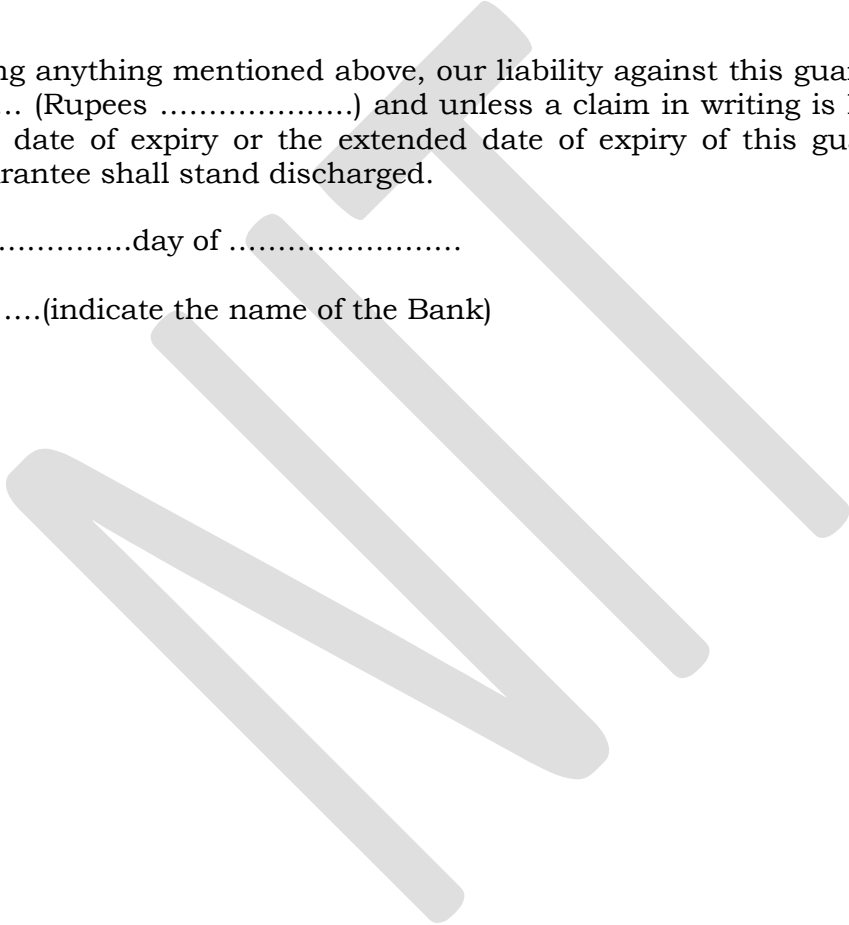 ng anything mentioned above, our liability against this guar
.. (Rupees ………………..) and unless a claim in writing is
date of expiry or the extended date of expiry of this gu
rantee shall stand discharged.
…………..day of ……………………
….(indicate the name of the Bank)
NIT